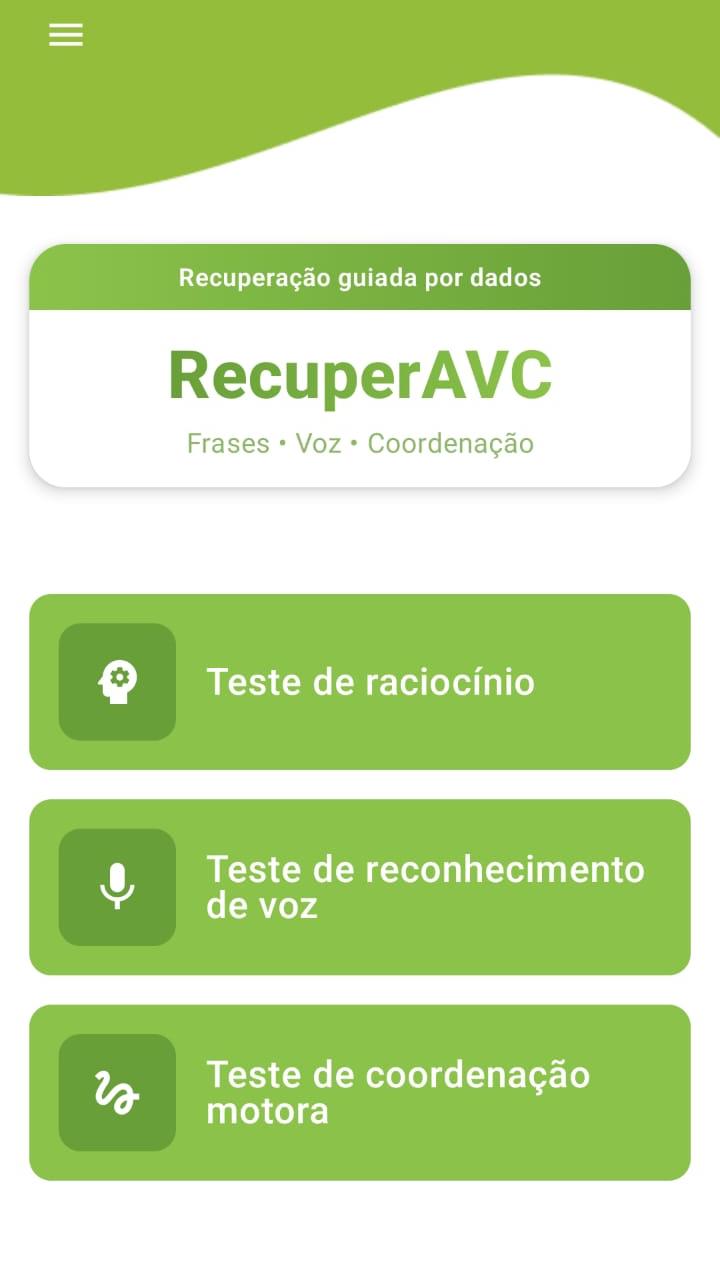 Recuperação guiada por dados
RecuperAVC
Frases • Voz • Coordenação
Teste de raciocínio
Teste de reconhecimento
de voz
Teste de coordenação
motora